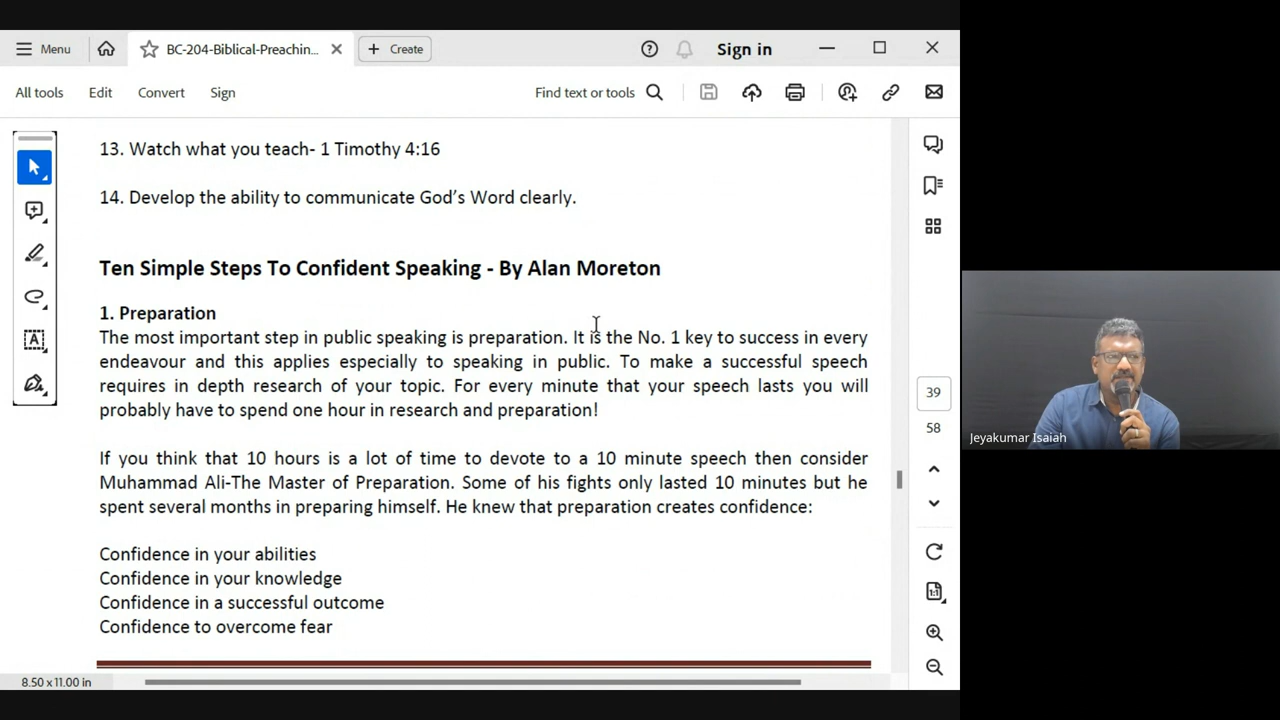 Menu
BC-204-Biblical-Preachin...
Create
Sign in
All tools
Edit
Convert
Sign
Find text or tools
13. Watch what you teach- 1 Timothy 4:16
14. Develop the ability to communicate God's Word clearly.
Ten Simple Steps To Confident Speaking - By Alan Moreton
1. Preparation
The most important step in public speaking is preparation. It is the No. 1 key to success in every
endeavour and this applies especially to speaking in public. To make a successful speech
requires in depth research of your topic. For every minute that your speech lasts you will
probably have to spend one hour in research and preparation!
If you think that 10 hours is a lot of time to devote to a 10 minute speech then consider
Muhammad Ali-The Master of Preparation. Some of his fights only lasted 10 minutes but he
spent several months in preparing himself. He knew that preparation creates confidence:
Confidence in your abilities
Confidence in your knowledge
Confidence in a successful outcome
Confidence to overcome fear
39
58
1:1
8.50 x 11.00 in
Jeyakumar Isaiah